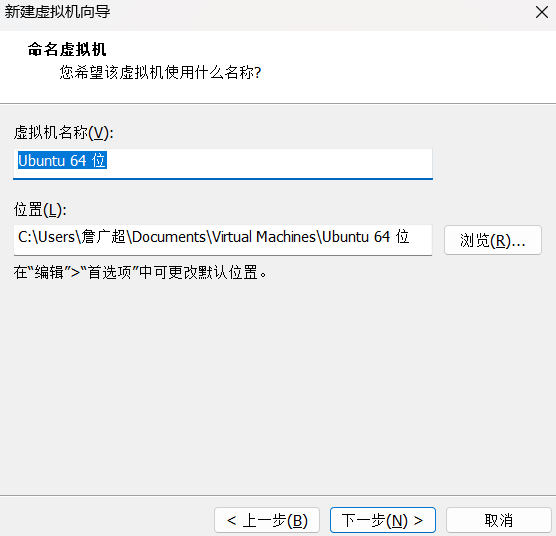 新建虚拟机向导
命名虚拟机
您希望该虚拟机使用什么名称?
虚拟机名称(V):
Ubuntu 64 位
位置(L):
C:\Users\詹广超\Documents\Virtual Machines\Ubuntu 64 位
浏览(R)...
在“编辑”>“首选项”中可更改默认位置。
< 上一步(B)
下一步(N) >
取消